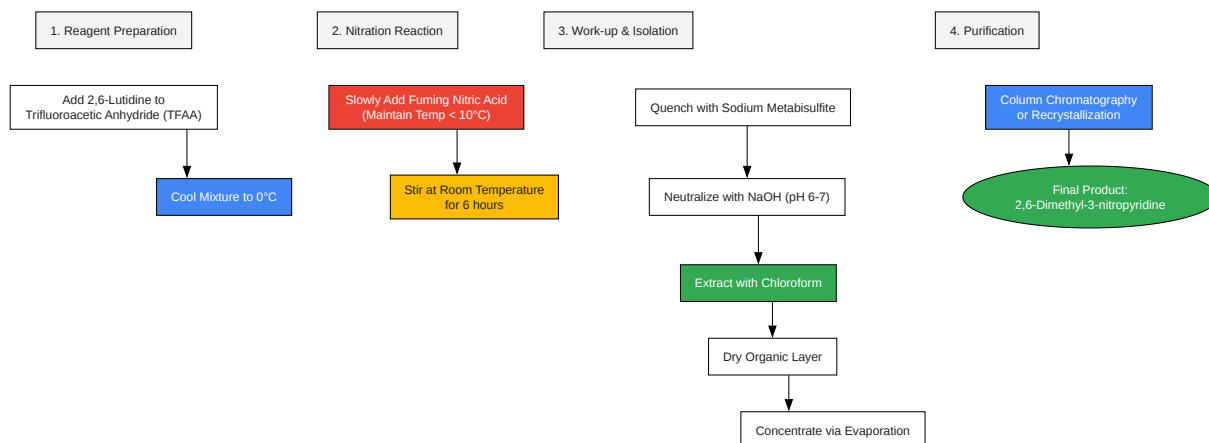 1. Reagent Preparation
2. Nitration Reaction
3. Work-up & Isolation
4. Purification
Add 2,6-Lutidine to
Trifluoroacetic Anhydride (TFAA)
Cool Mixture to 0°C
Slowly Add Fuming Nitric Acid
(Maintain Temp < 10°C)
Stir at Room Temperature
for 6 hours
Quench with Sodium Metabisulfite
Neutralize with NaOH (pH 6-7)
Extract with Chloroform
Dry Organic Layer
Concentrate via Evaporation
Column Chromatography
or Recrystallization
Final Product:
2,6-Dimethyl-3-nitropyridine